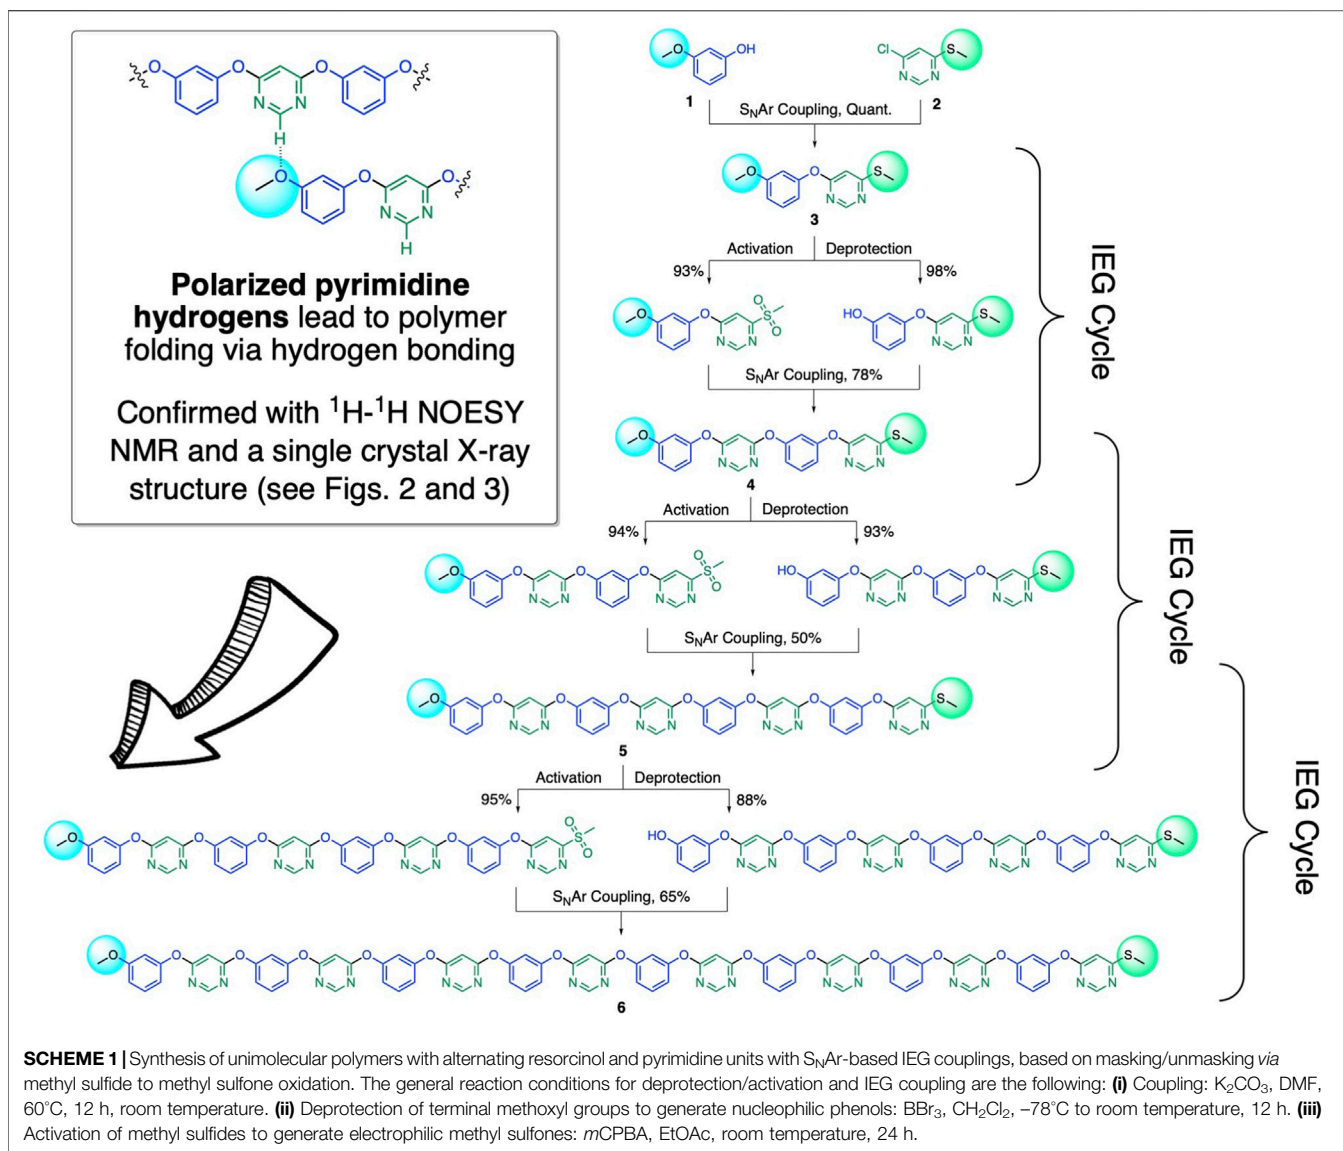 O O O O
N N
H
O O O
N N
H
Polarized pyrimidine
hydrogens lead to polymer
folding via hydrogen bonding
Confirmed with ¹H-¹H NOESY
NMR and a single crystal X-ray
structure (see Figs. 2 and 3)
O OH Cl S
N N
1 2
SNAr Coupling, Quant.
O O S
N N
3
Activation Deprotection
93% 98%
O O O S O HO O S
N N N N
SNAr Coupling, 78%
O O O O S
N N N N
4
Activation Deprotection
94% 93%
O O O O O S O HO O O O S
N N N N N N N N
SNAr Coupling, 50%
O O O O O O O O S
N N N N N N N N
5
Activation Deprotection
95% 88%
O O O O O O O O O S O HO O O O O O O O S
N N N N N N N N N N N N N N N N
SNAr Coupling, 65%
O O O O O O O O O O O O O O O O S
N N N N N N N N N N N N N N N N
6
IEG Cycle
IEG Cycle
IEG Cycle
SCHEME 1 | Synthesis of unimolecular polymers with alternating resorcinol and pyrimidine units with SNAr-based IEG couplings, based on masking/unmasking via
methyl sulfide to methyl sulfone oxidation. The general reaction conditions for deprotection/activation and IEG coupling are the following: (i) Coupling: K₂CO₃, DMF,
60°C, 12 h, room temperature. (ii) Deprotection of terminal methoxyl groups to generate nucleophilic phenols: BBr₃, CH₂Cl₂, –78°C to room temperature, 12 h. (iii)
Activation of methyl sulfides to generate electrophilic methyl sulfones: mCPBA, EtOAc, room temperature, 24 h.